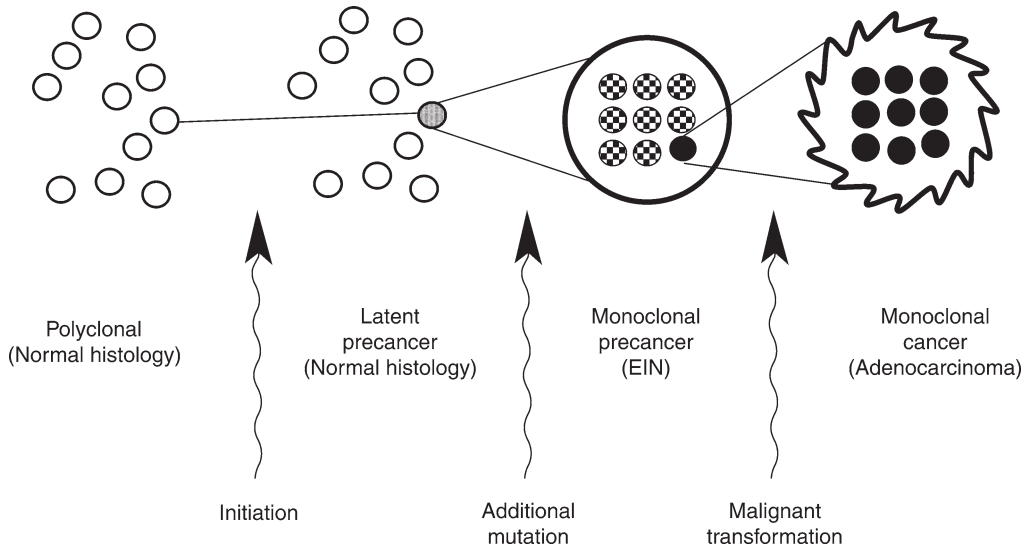 Polyclonal
(Normal histology)
Latent
precancer
(Normal histology)
Monoclonal
precancer
(EIN)
Monoclonal
cancer
(Adenocarcinoma)
Initiation
Additional
mutation
Malignant
transformation